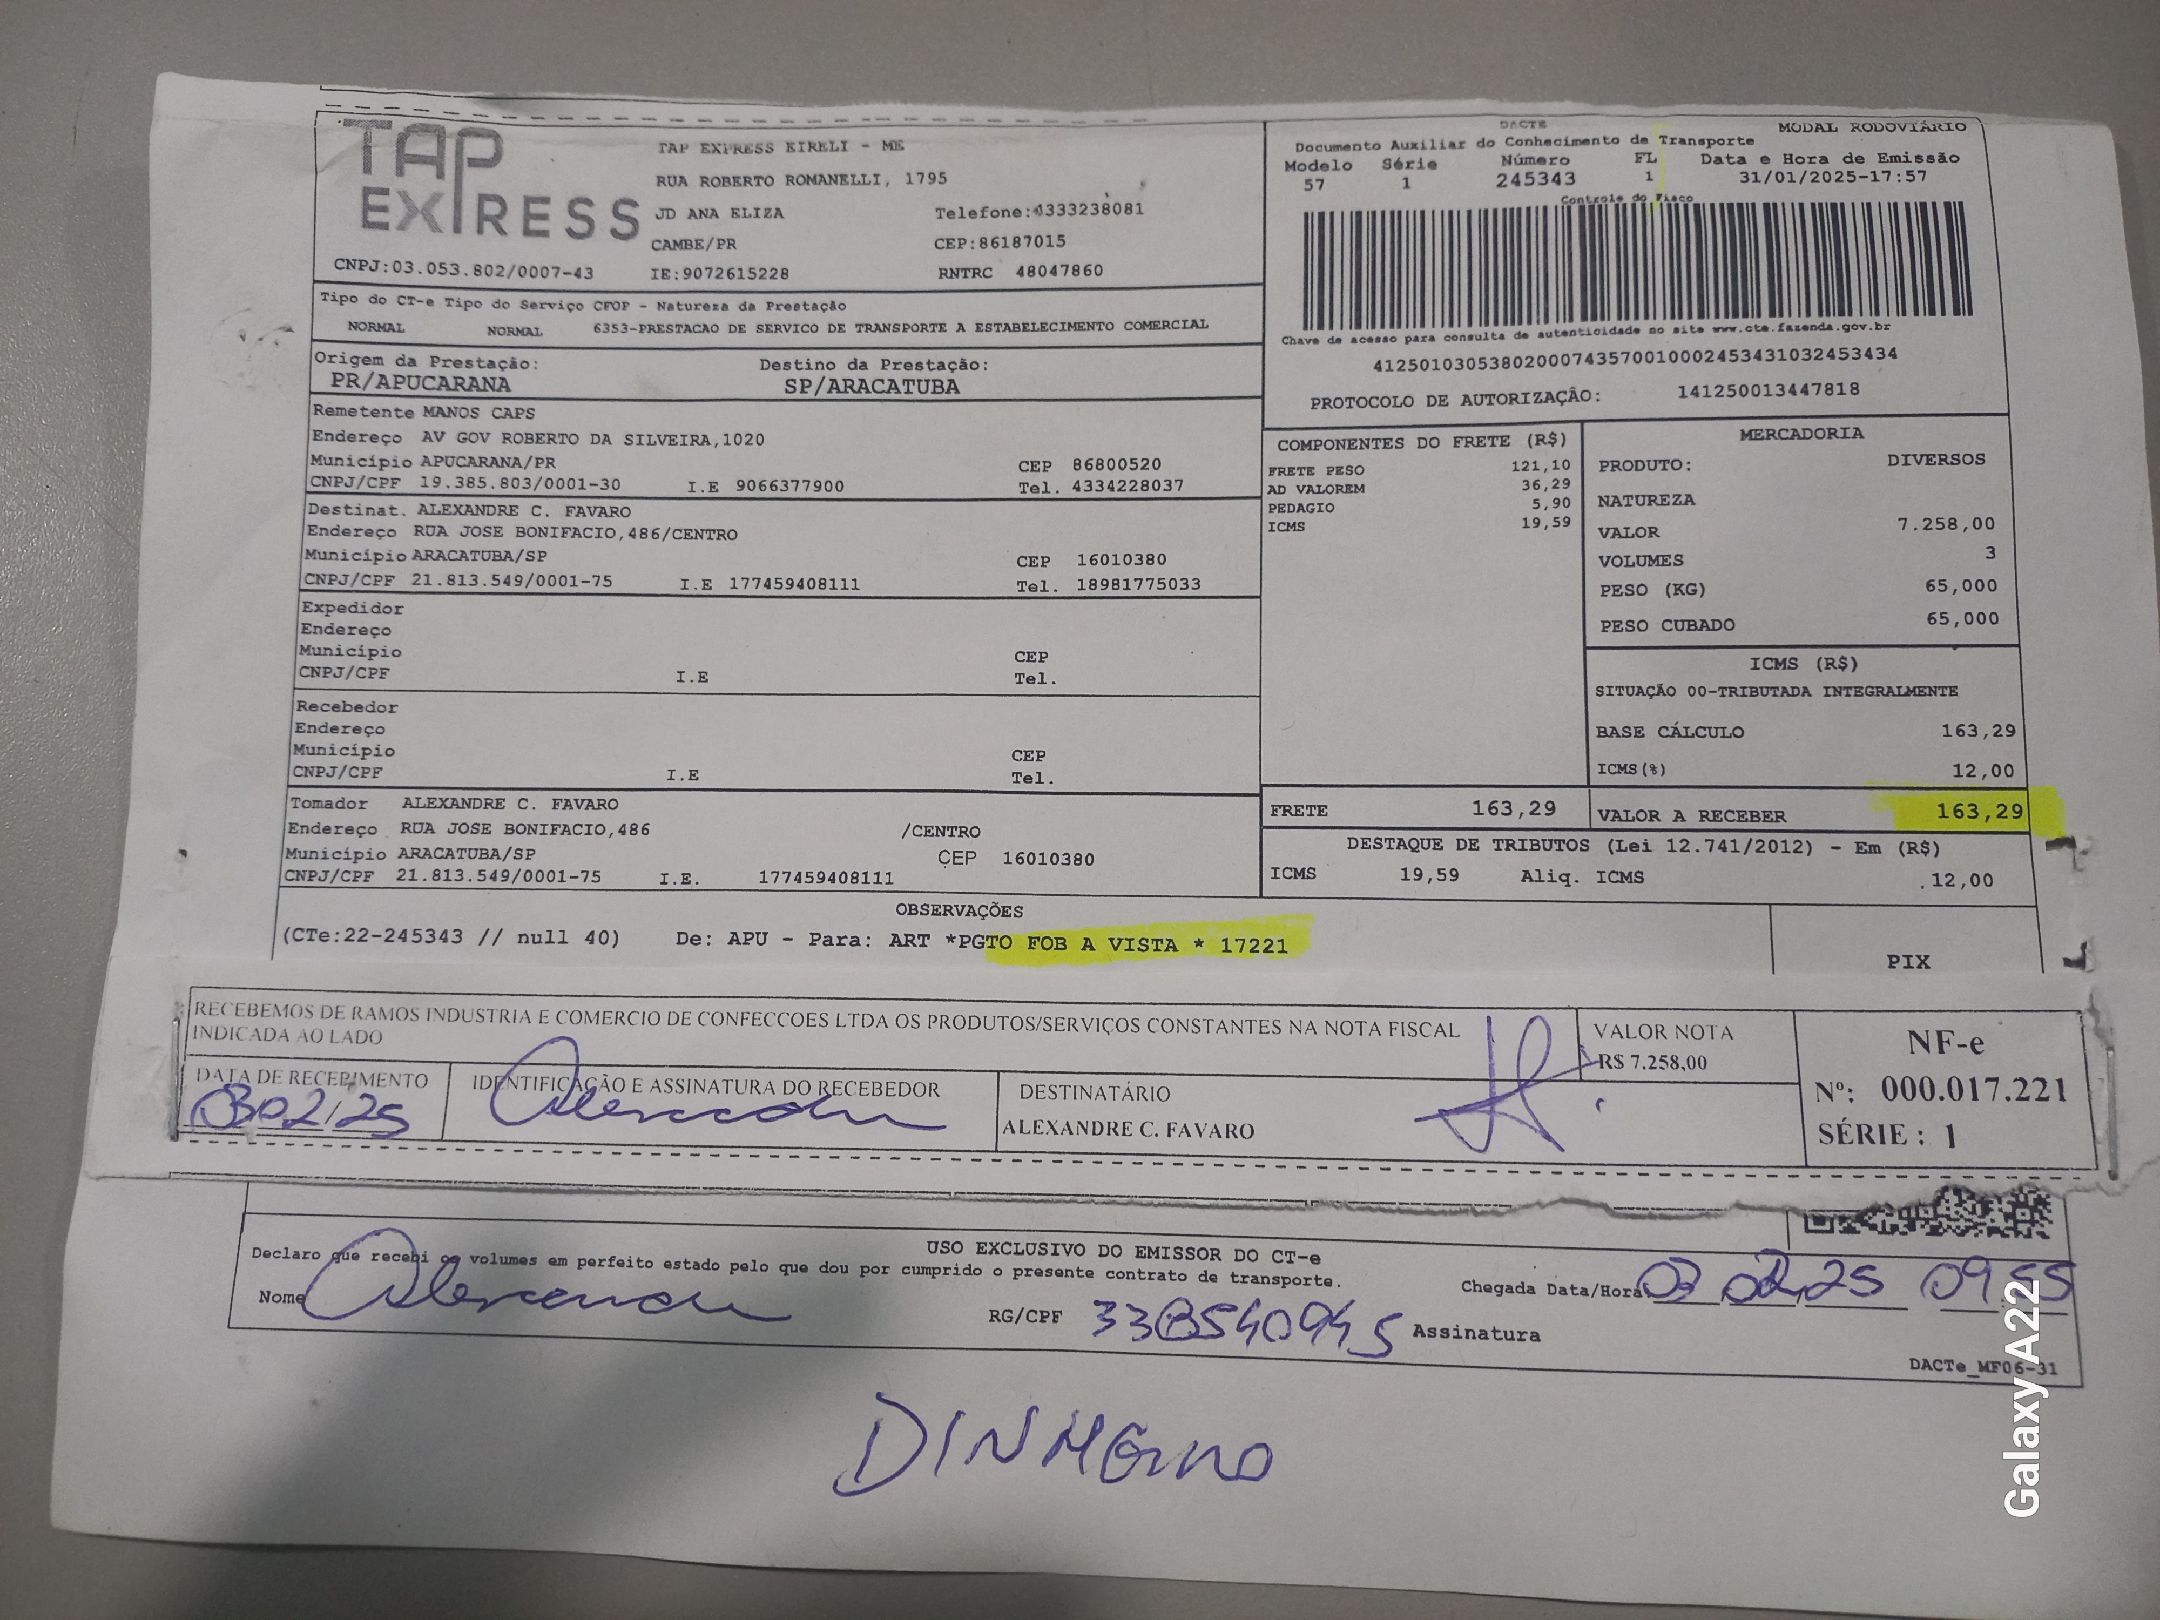 TAP EXPRESS
TAP EXPRESS EIRELI - ME
RUA ROBERTO ROMANELLI, 1795
JD ANA ELIZA Telefone:4333238081
CAMBE/PR CEP:86187015
CNPJ:03.053.802/0007-43 IE:9072615228 RNTRC 48047860
DACTE MODAL RODOVIÁRIO
Documento Auxiliar do Conhecimento de Transporte
Modelo Série Número FL Data e Hora de Emissão
57 1 245343 1 31/01/2025-17:57
Controle do Fisco
Chave de acesso para consulta de autenticidade no site www.cte.fazenda.gov.br
41250103053802000743570010002453431032453434
PROTOCOLO DE AUTORIZAÇÃO: 141250013447818
Tipo do CT-e Tipo do Serviço CFOP - Natureza da Prestação
NORMAL NORMAL 6353-PRESTACAO DE SERVICO DE TRANSPORTE A ESTABELECIMENTO COMERCIAL
Origem da Prestação: Destino da Prestação:
PR/APUCARANA SP/ARACATUBA
Remetente MANOS CAPS
Endereço AV GOV ROBERTO DA SILVEIRA,1020
Município APUCARANA/PR CEP 86800520
CNPJ/CPF 19.385.803/0001-30 I.E 9066377900 Tel. 4334228037
Destinat. ALEXANDRE C. FAVARO
Endereço RUA JOSE BONIFACIO,486/CENTRO
Município ARACATUBA/SP CEP 16010380
CNPJ/CPF 21.813.549/0001-75 I.E 177459408111 Tel. 18981775033
Expedidor
Endereço
Município CEP
CNPJ/CPF I.E Tel.
Recebedor
Endereço
Município CEP
CNPJ/CPF I.E Tel.
Tomador ALEXANDRE C. FAVARO
Endereço RUA JOSE BONIFACIO,486 /CENTRO
Município ARACATUBA/SP CEP 16010380
CNPJ/CPF 21.813.549/0001-75 I.E. 177459408111
COMPONENTES DO FRETE (R$)
FRETE PESO 121,10
AD VALOREM 36,29
PEDAGIO 5,90
ICMS 19,59
MERCADORIA
PRODUTO: DIVERSOS
NATUREZA
VALOR 7.258,00
VOLUMES 3
PESO (KG) 65,000
PESO CUBADO 65,000
ICMS (R$)
SITUAÇÃO 00-TRIBUTADA INTEGRALMENTE
BASE CÁLCULO 163,29
ICMS(%) 12,00
FRETE 163,29 VALOR A RECEBER 163,29
DESTAQUE DE TRIBUTOS (Lei 12.741/2012) - Em (R$)
ICMS 19,59 Aliq. ICMS 12,00
OBSERVAÇÕES
(CTe:22-245343 // null 40) De: APU - Para: ART *PGTO FOB A VISTA * 17221
PIX
RECEBEMOS DE RAMOS INDUSTRIA E COMERCIO DE CONFECCOES LTDA OS PRODUTOS/SERVIÇOS CONSTANTES NA NOTA FISCAL
INDICADA AO LADO
VALOR NOTA
R$ 7.258,00
DATA DE RECEBIMENTO IDENTIFICAÇÃO E ASSINATURA DO RECEBEDOR DESTINATÁRIO
03 02/25 ALEXANDRE C. FAVARO
NF-e
Nº: 000.017.221
SÉRIE : 1
USO EXCLUSIVO DO EMISSOR DO CT-e
Declaro que recebi os volumes em perfeito estado pelo que dou por cumprido o presente contrato de transporte.
Chegada Data/Hora 03 02 25 09:55
Nome RG/CPF Assinatura
DACTe_MF06-31
DINHEIRO
Galaxy A22